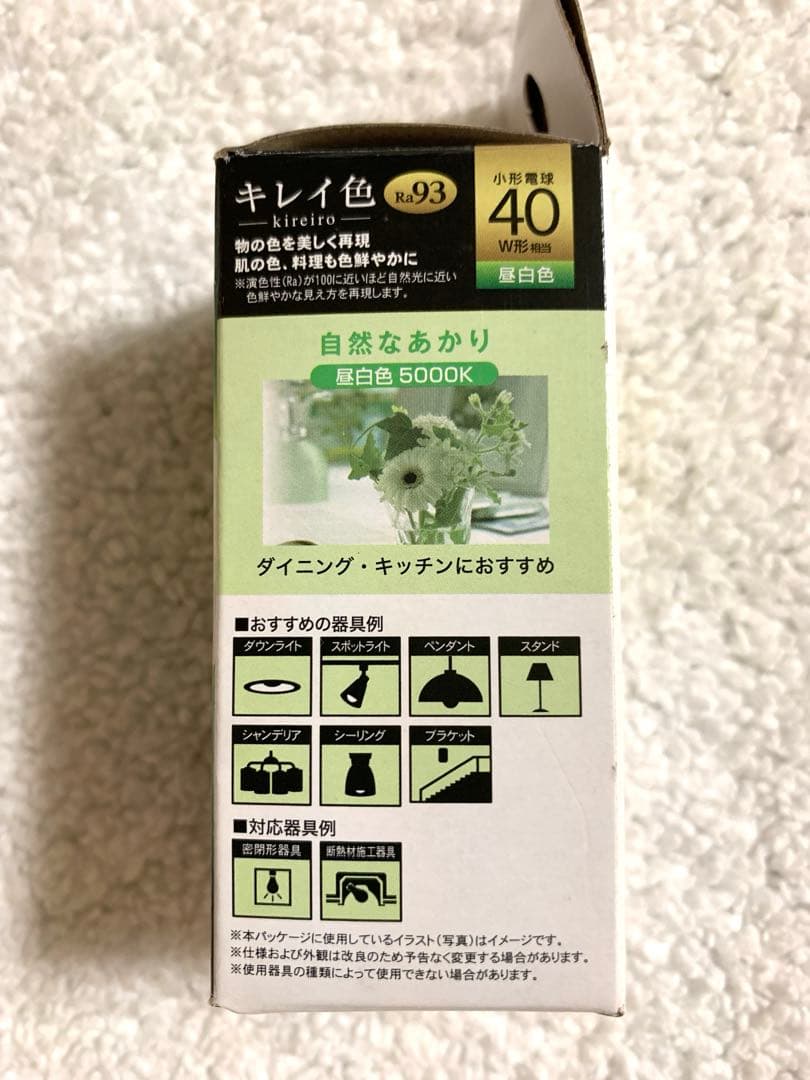 キレイ色
kireiro
Ra93
物の色を美しく再現
肌の色、料理も色鮮やかに
※演色性(Ra)が100に近いほど自然光に近い
色鮮やかな見え方を再現します。
小形電球
40
W形相当
昼白色
自然なあかり
昼白色 5000K
ダイニング・キッチンにおすすめ
■おすすめの器具例
ダウンライト
スポットライト
ペンダント
スタンド
シャンデリア
シーリング
ブラケット
■対応器具例
密閉形器具
断熱材施工器具
※本パッケージに使用しているイラスト(写真)はイメージです。
※仕様および外観は改良のため予告なく変更する場合があります。
※使用器具の種類によって使用できない場合があります。